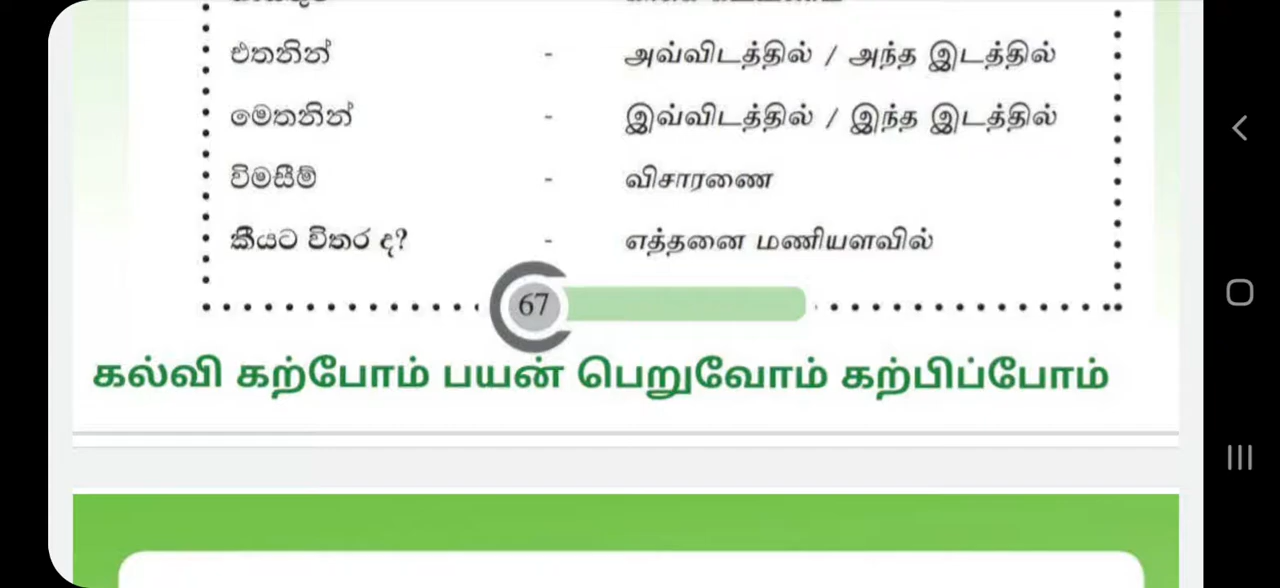 එතනින් - அவ்விடத்தில் / அந்த இடத்தில்
මෙතනින් - இவ்விடத்தில் / இந்த இடத்தில்
විමසීම් - விசாரணை
කීයට විතර ද? - எத்தனை மணியளவில்
67
கல்வி கற்போம் பயன் பெறுவோம் கற்பிப்போம்